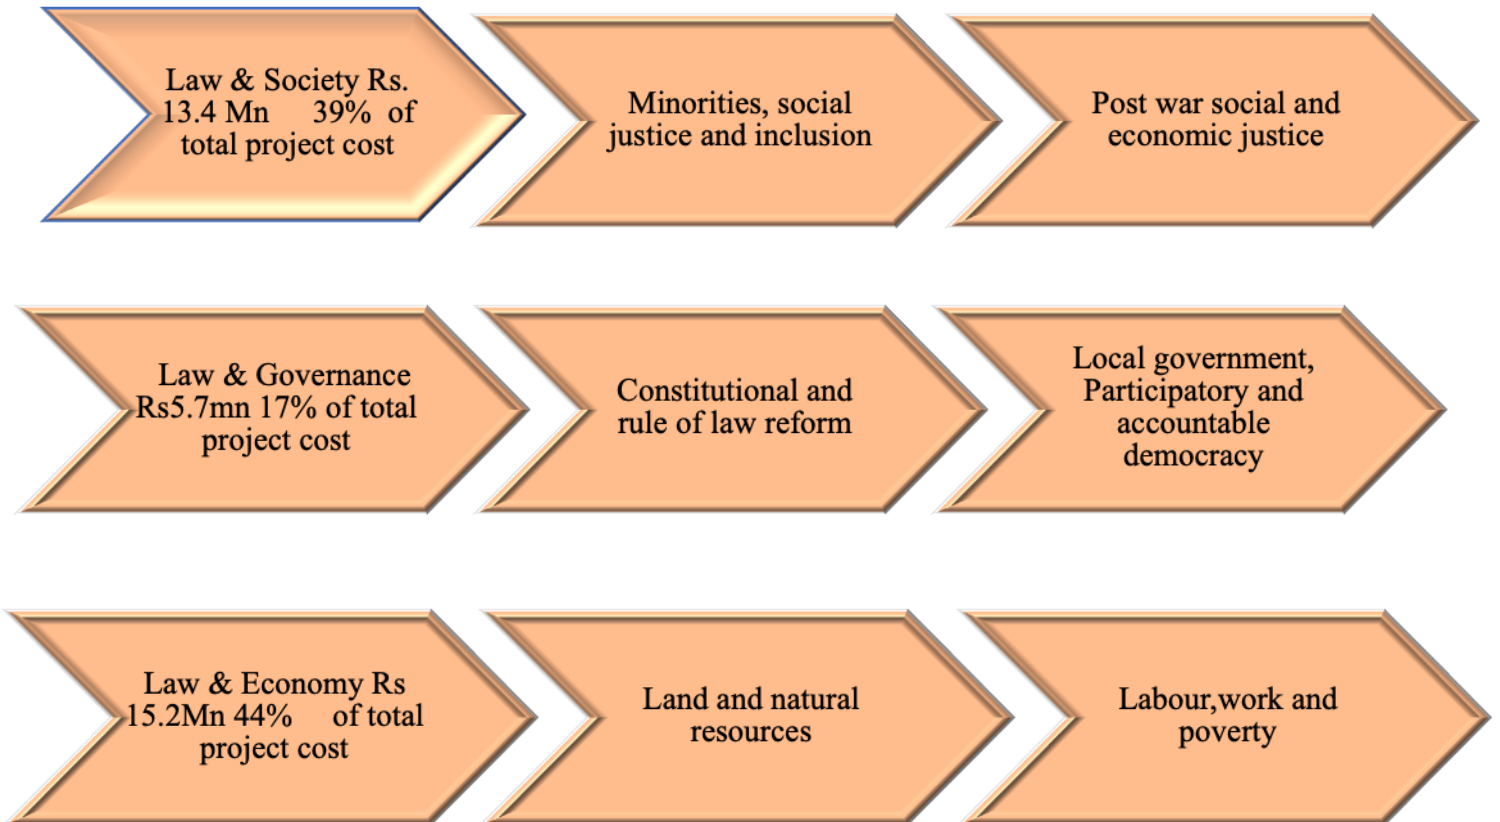 Law & Society Rs.
13.4 Mn 39% of
total project cost
Minorities, social
justice and inclusion
Post war social and
economic justice
Law & Governance
Rs5.7mn 17% of total
project cost
Constitutional and
rule of law reform
Local government,
Participatory and
accountable
democracy
Law & Economy Rs
15.2Mn 44% of total
project cost
Land and natural
resources
Labour,work and
poverty